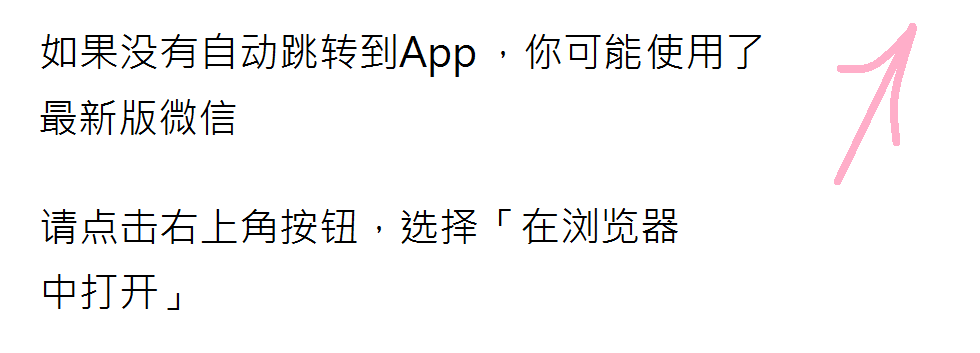 如果没有自动跳转到App，你可能使用了
最新版微信
请点击右上角按钮，选择「在浏览器
中打开」